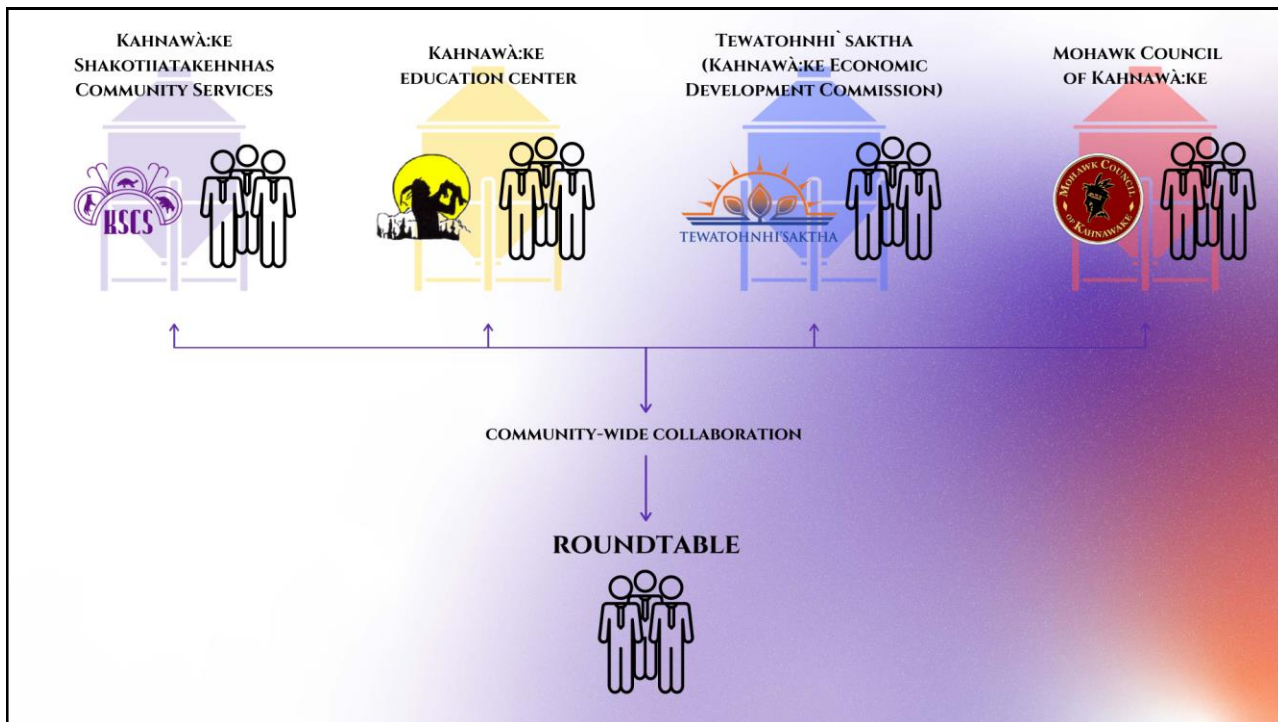 Kahnawà:ke
Shakotiiatakehnhas
Community Services
Kahnawà:ke
education center
Tewatohnhi`saktha
(Kahnawà:ke Economic
Development Commission)
Mohawk Council
of Kahnawà:ke
KSCS
TEWATOHNHI'SAKTHA
MOHAWK COUNCIL
OF KAHNAWAKE
community-wide collaboration
ROUNDTABLE